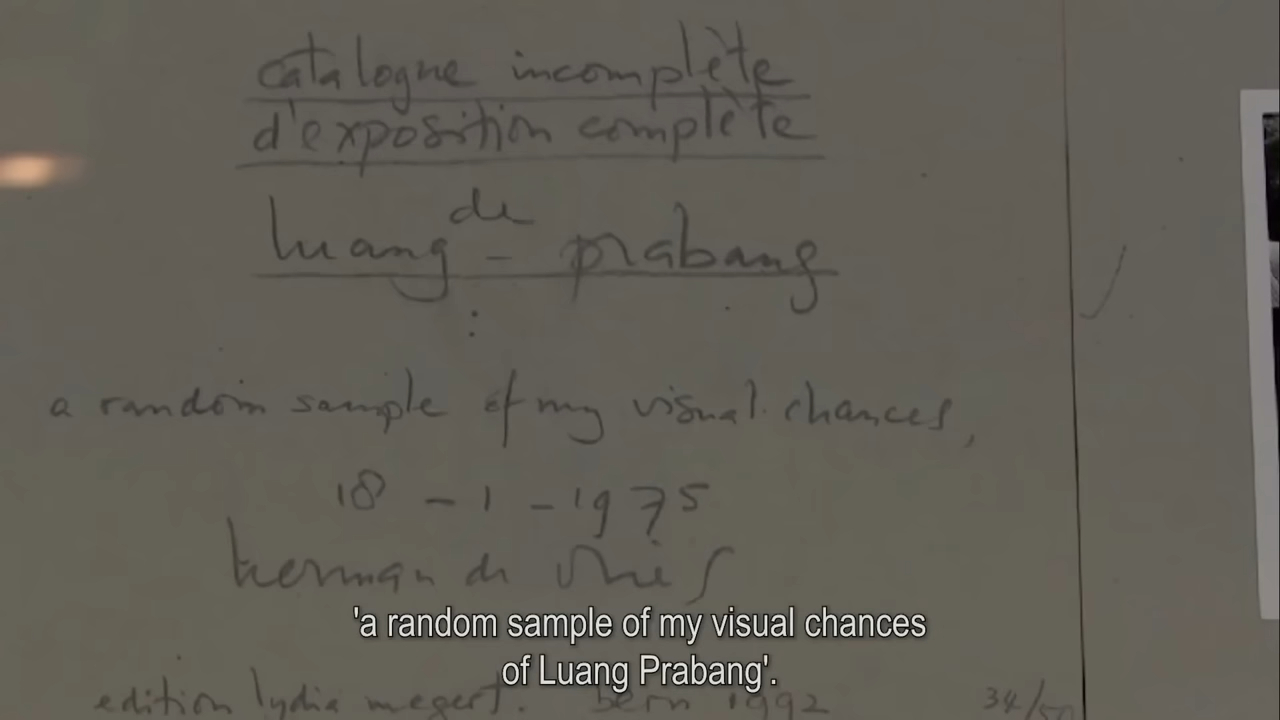 catalogue incomplète
d'exposition complète
de
luang - prabang
:
a random sample of my visual chances,
18 - 1 - 1975
herman de vries
'a random sample of my visual chances
of Luang Prabang'.
edition lydia megert. bern 1992 34/50